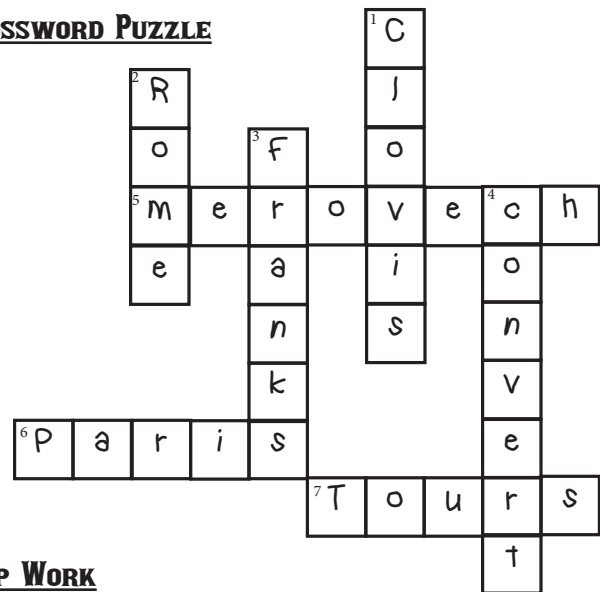 SSWORD PUZZLE
1 C
2 R l
o 3 F o
5 m e r o v e 4 c h
e a i o
n s n
k v
6 P a r i s e
7 T o u r s
t
P WORK